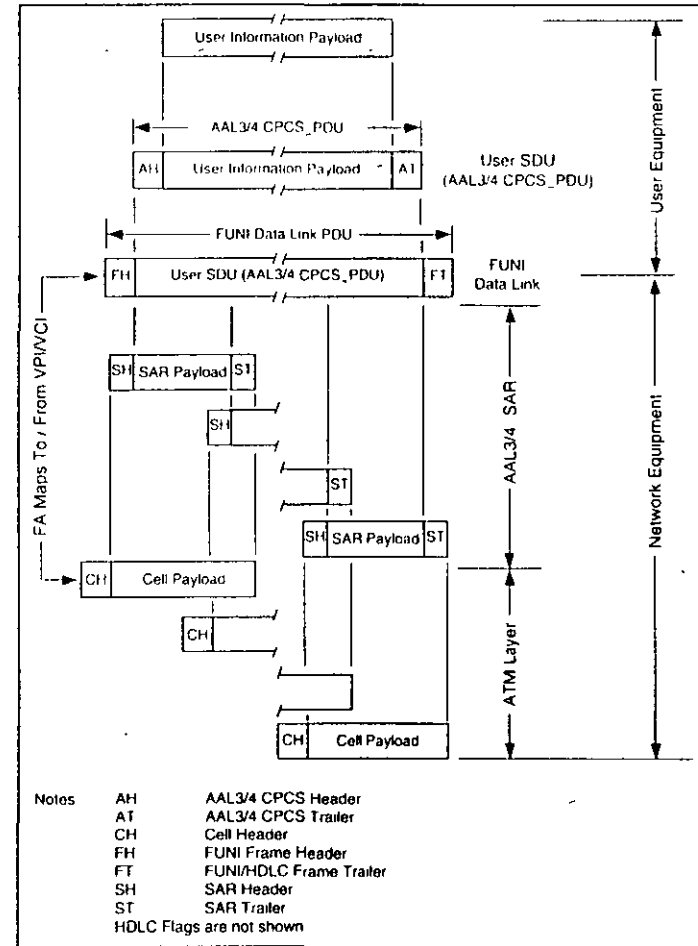 User Information Payload
AAL3/4 CPCS_PDU
AH User Information Payload AT
User SDU
(AAL3/4 CPCS_PDU)
User Equipment
FUNI Data Link PDU
FH User SDU (AAL3/4 CPCS_PDU) FT
FUNI
Data Link
FA Maps To / From VPI/VCI
SH SAR Payload ST
SH
ST
SH SAR Payload ST
AAL3/4 SAR
Network Equipment
CH Cell Payload
CH
CH Cell Payload
ATM Layer
Notes AH AAL3/4 CPCS Header
AT AAL3/4 CPCS Trailer
CH Cell Header
FH FUNI Frame Header
FT FUNI/HDLC Frame Trailer
SH SAR Header
ST SAR Trailer
HDLC Flags are not shown